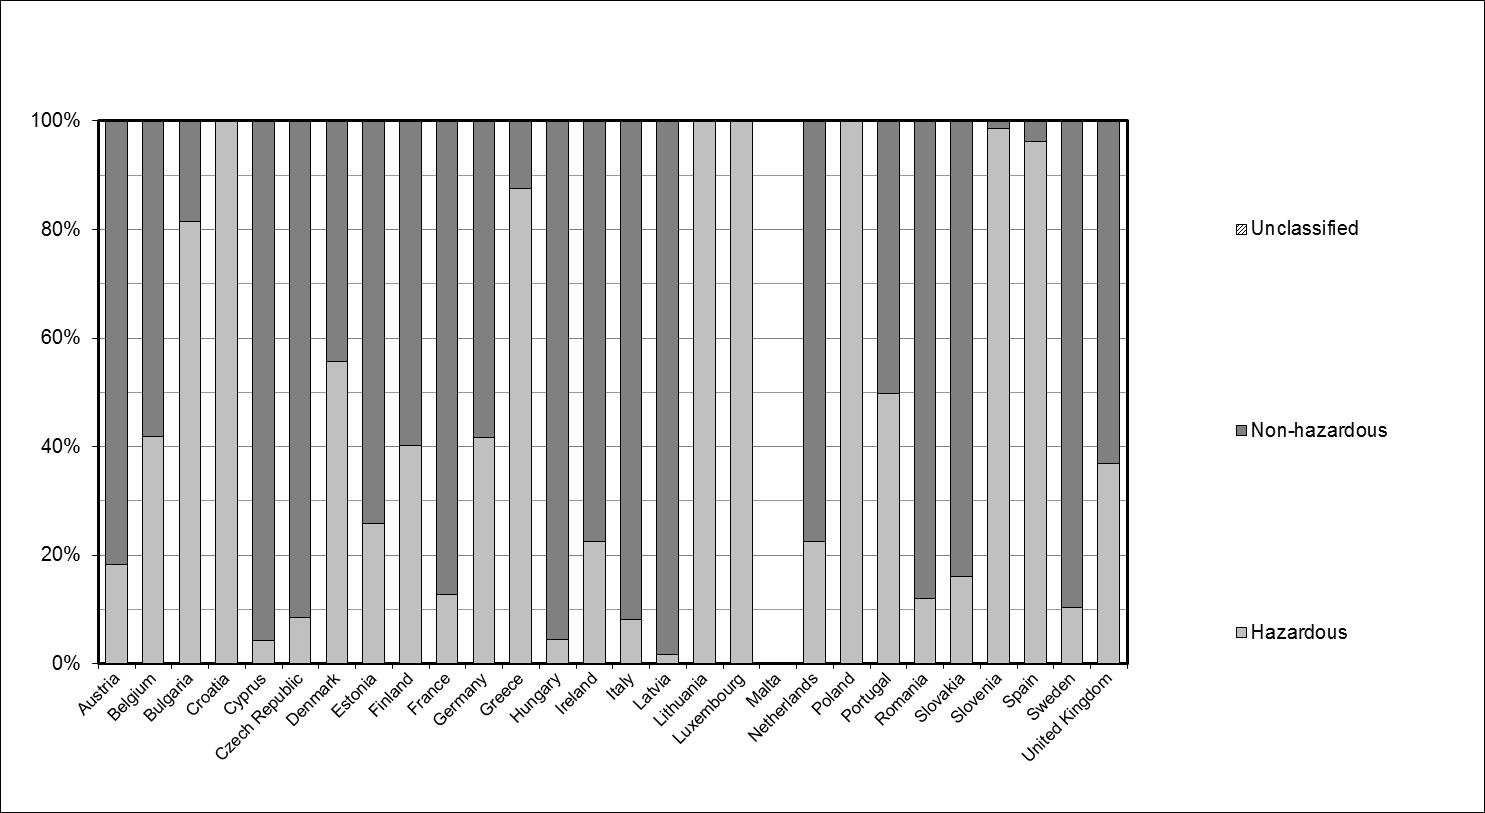 100%
80%
60%
40%
20%
0%
Austria
Belgium
Bulgaria
Croatia
Cyprus
Czech Republic
Denmark
Estonia
Finland
France
Germany
Greece
Hungary
Ireland
Italy
Latvia
Lithuania
Luxembourg
Malta
Netherlands
Poland
Portugal
Romania
Slovakia
Slovenia
Spain
Sweden
United Kingdom
Unclassified
Non-hazardous
Hazardous